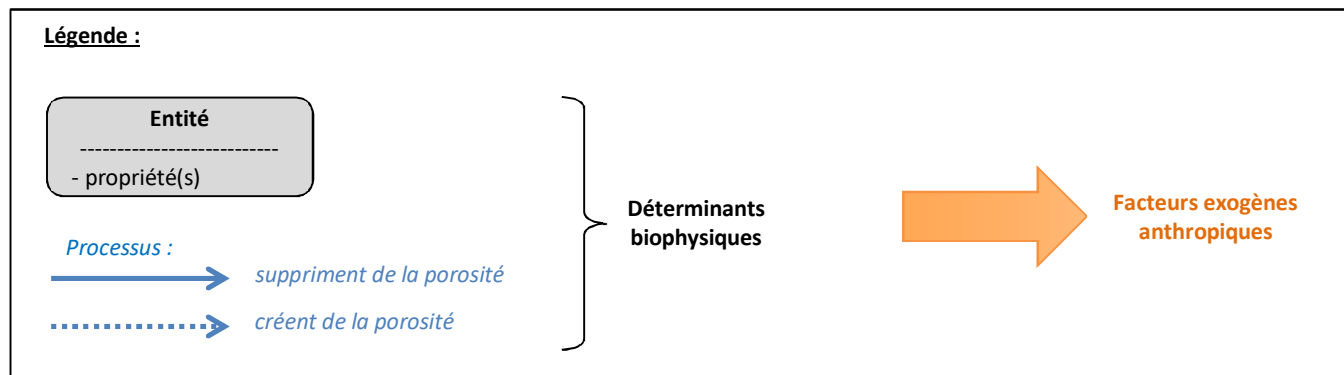 Légende :
Entité
---------------------------
- propriété(s)
Processus :
suppriment de la porosité
créent de la porosité
Déterminants
biophysiques
Facteurs exogènes
anthropiques